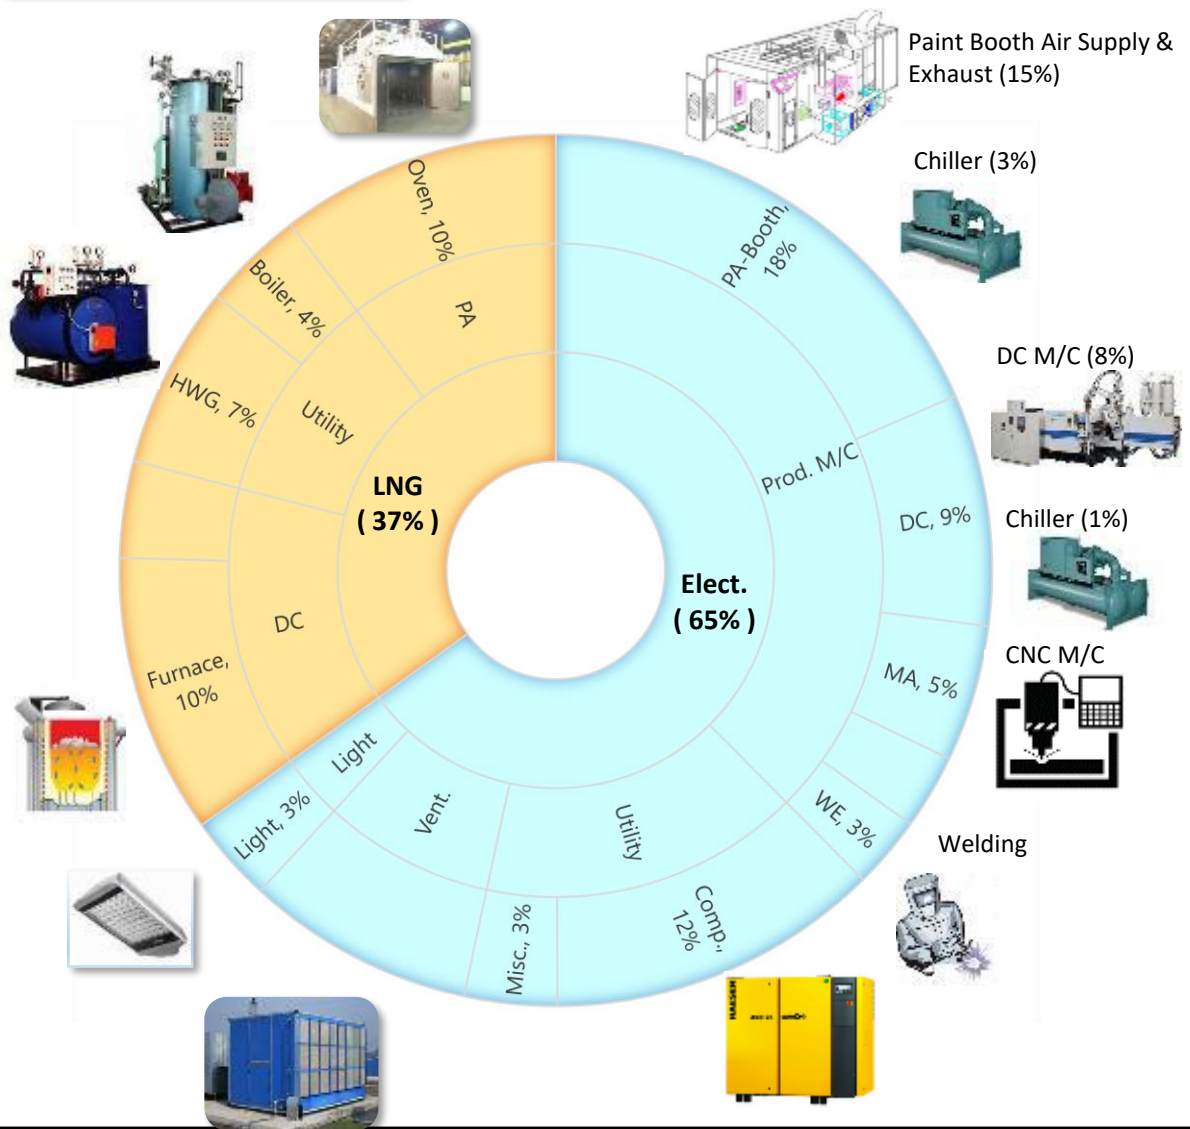 Paint Booth Air Supply &
Exhaust (15%)
Chiller (3%)
DC M/C (8%)
Chiller (1%)
CNC M/C
Welding
Oven, 10%
PA
Boiler, 4%
HWG, 7%
Utility
LNG
( 37% )
DC
Furnace,
10%
PA-Booth,
18%
Prod. M/C
DC, 9%
Elect.
( 65% )
MA, 5%
WE, 3%
Utility
Comp.,
12%
Misc., 3%
Vent.
Light
Light, 3%